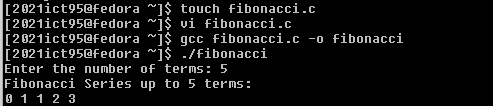 [2021ict95@fedora ~]$ touch fibonacci.c
[2021ict95@fedora ~]$ vi fibonacci.c
[2021ict95@fedora ~]$ gcc fibonacci.c -o fibonacci
[2021ict95@fedora ~]$ ./fibonacci
Enter the number of terms: 5
Fibonacci Series up to 5 terms:
0 1 1 2 3